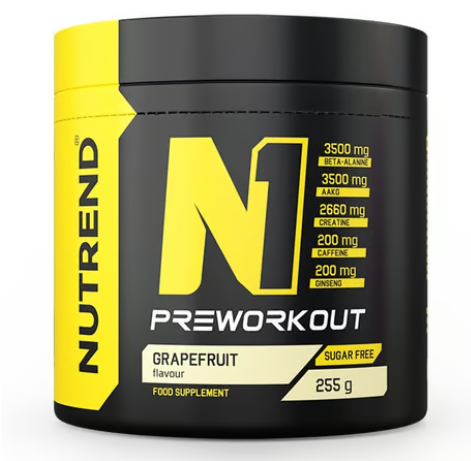 NUTREND®
N1
3500 mg
BETA-ALANINE
3500 mg
AAKG
2660 mg
CREATINE
200 mg
CAFFEINE
200 mg
GINSENG
PREWORKOUT
GRAPEFRUIT
flavour
SUGAR FREE
FOOD SUPPLEMENT
255 g